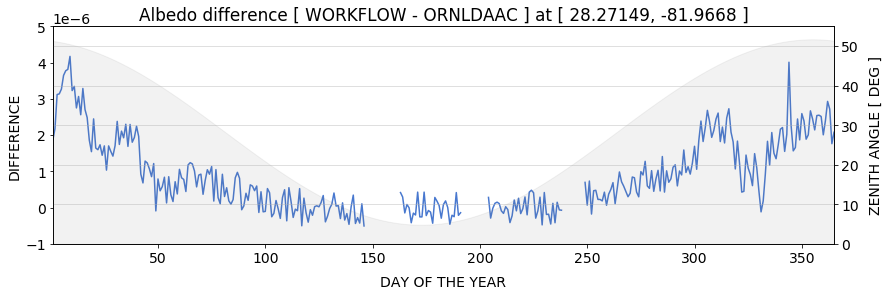 Albedo difference [ WORKFLOW - ORNLDAAC ] at [ 28.27149, -81.9668 ]
1e−6
5
4
3
2
1
0
−1
DIFFERENCE
50
40
30
20
10
0
ZENITH ANGLE [ DEG ]
50 100 150 200 250 300 350
DAY OF THE YEAR